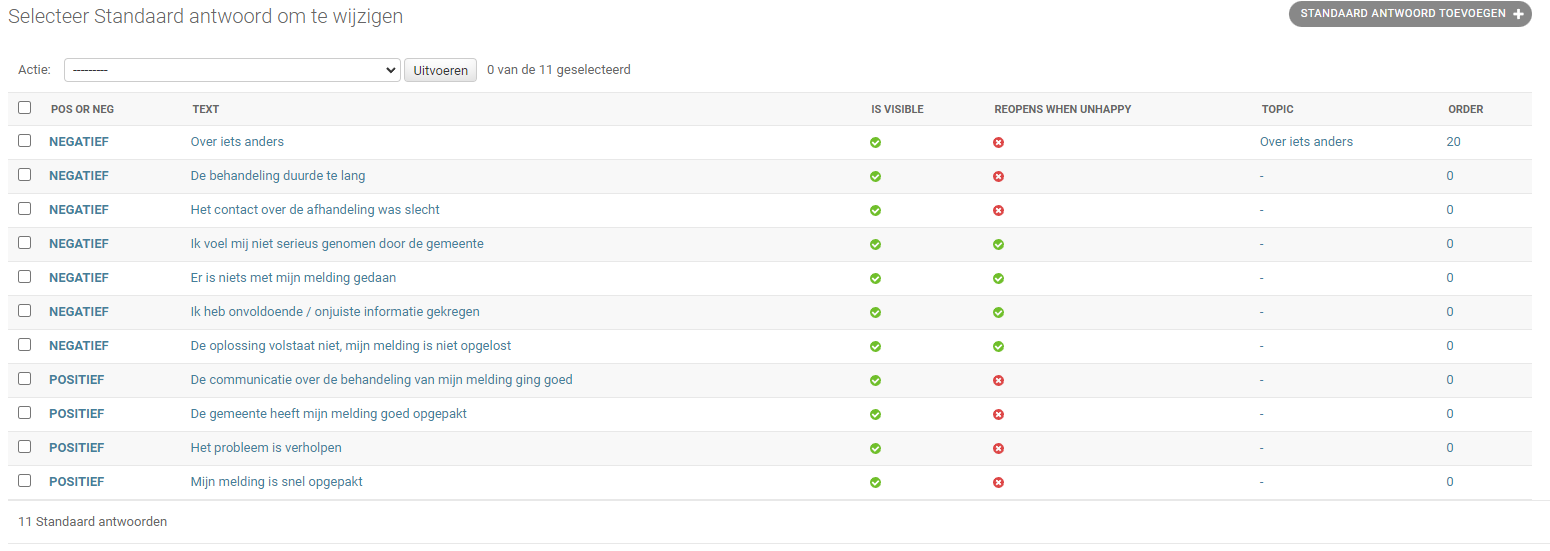 Selecteer Standaard antwoord om te wijzigen
STANDAARD ANTWOORD TOEVOEGEN +
Actie: --------- Uitvoeren 0 van de 11 geselecteerd
POS OR NEG TEXT IS VISIBLE REOPENS WHEN UNHAPPY TOPIC ORDER
NEGATIEF Over iets anders Over iets anders 20
NEGATIEF De behandeling duurde te lang - 0
NEGATIEF Het contact over de afhandeling was slecht - 0
NEGATIEF Ik voel mij niet serieus genomen door de gemeente - 0
NEGATIEF Er is niets met mijn melding gedaan - 0
NEGATIEF Ik heb onvoldoende / onjuiste informatie gekregen - 0
NEGATIEF De oplossing volstaat niet, mijn melding is niet opgelost - 0
POSITIEF De communicatie over de behandeling van mijn melding ging goed - 0
POSITIEF De gemeente heeft mijn melding goed opgepakt - 0
POSITIEF Het probleem is verholpen - 0
POSITIEF Mijn melding is snel opgepakt - 0
11 Standaard antwoorden